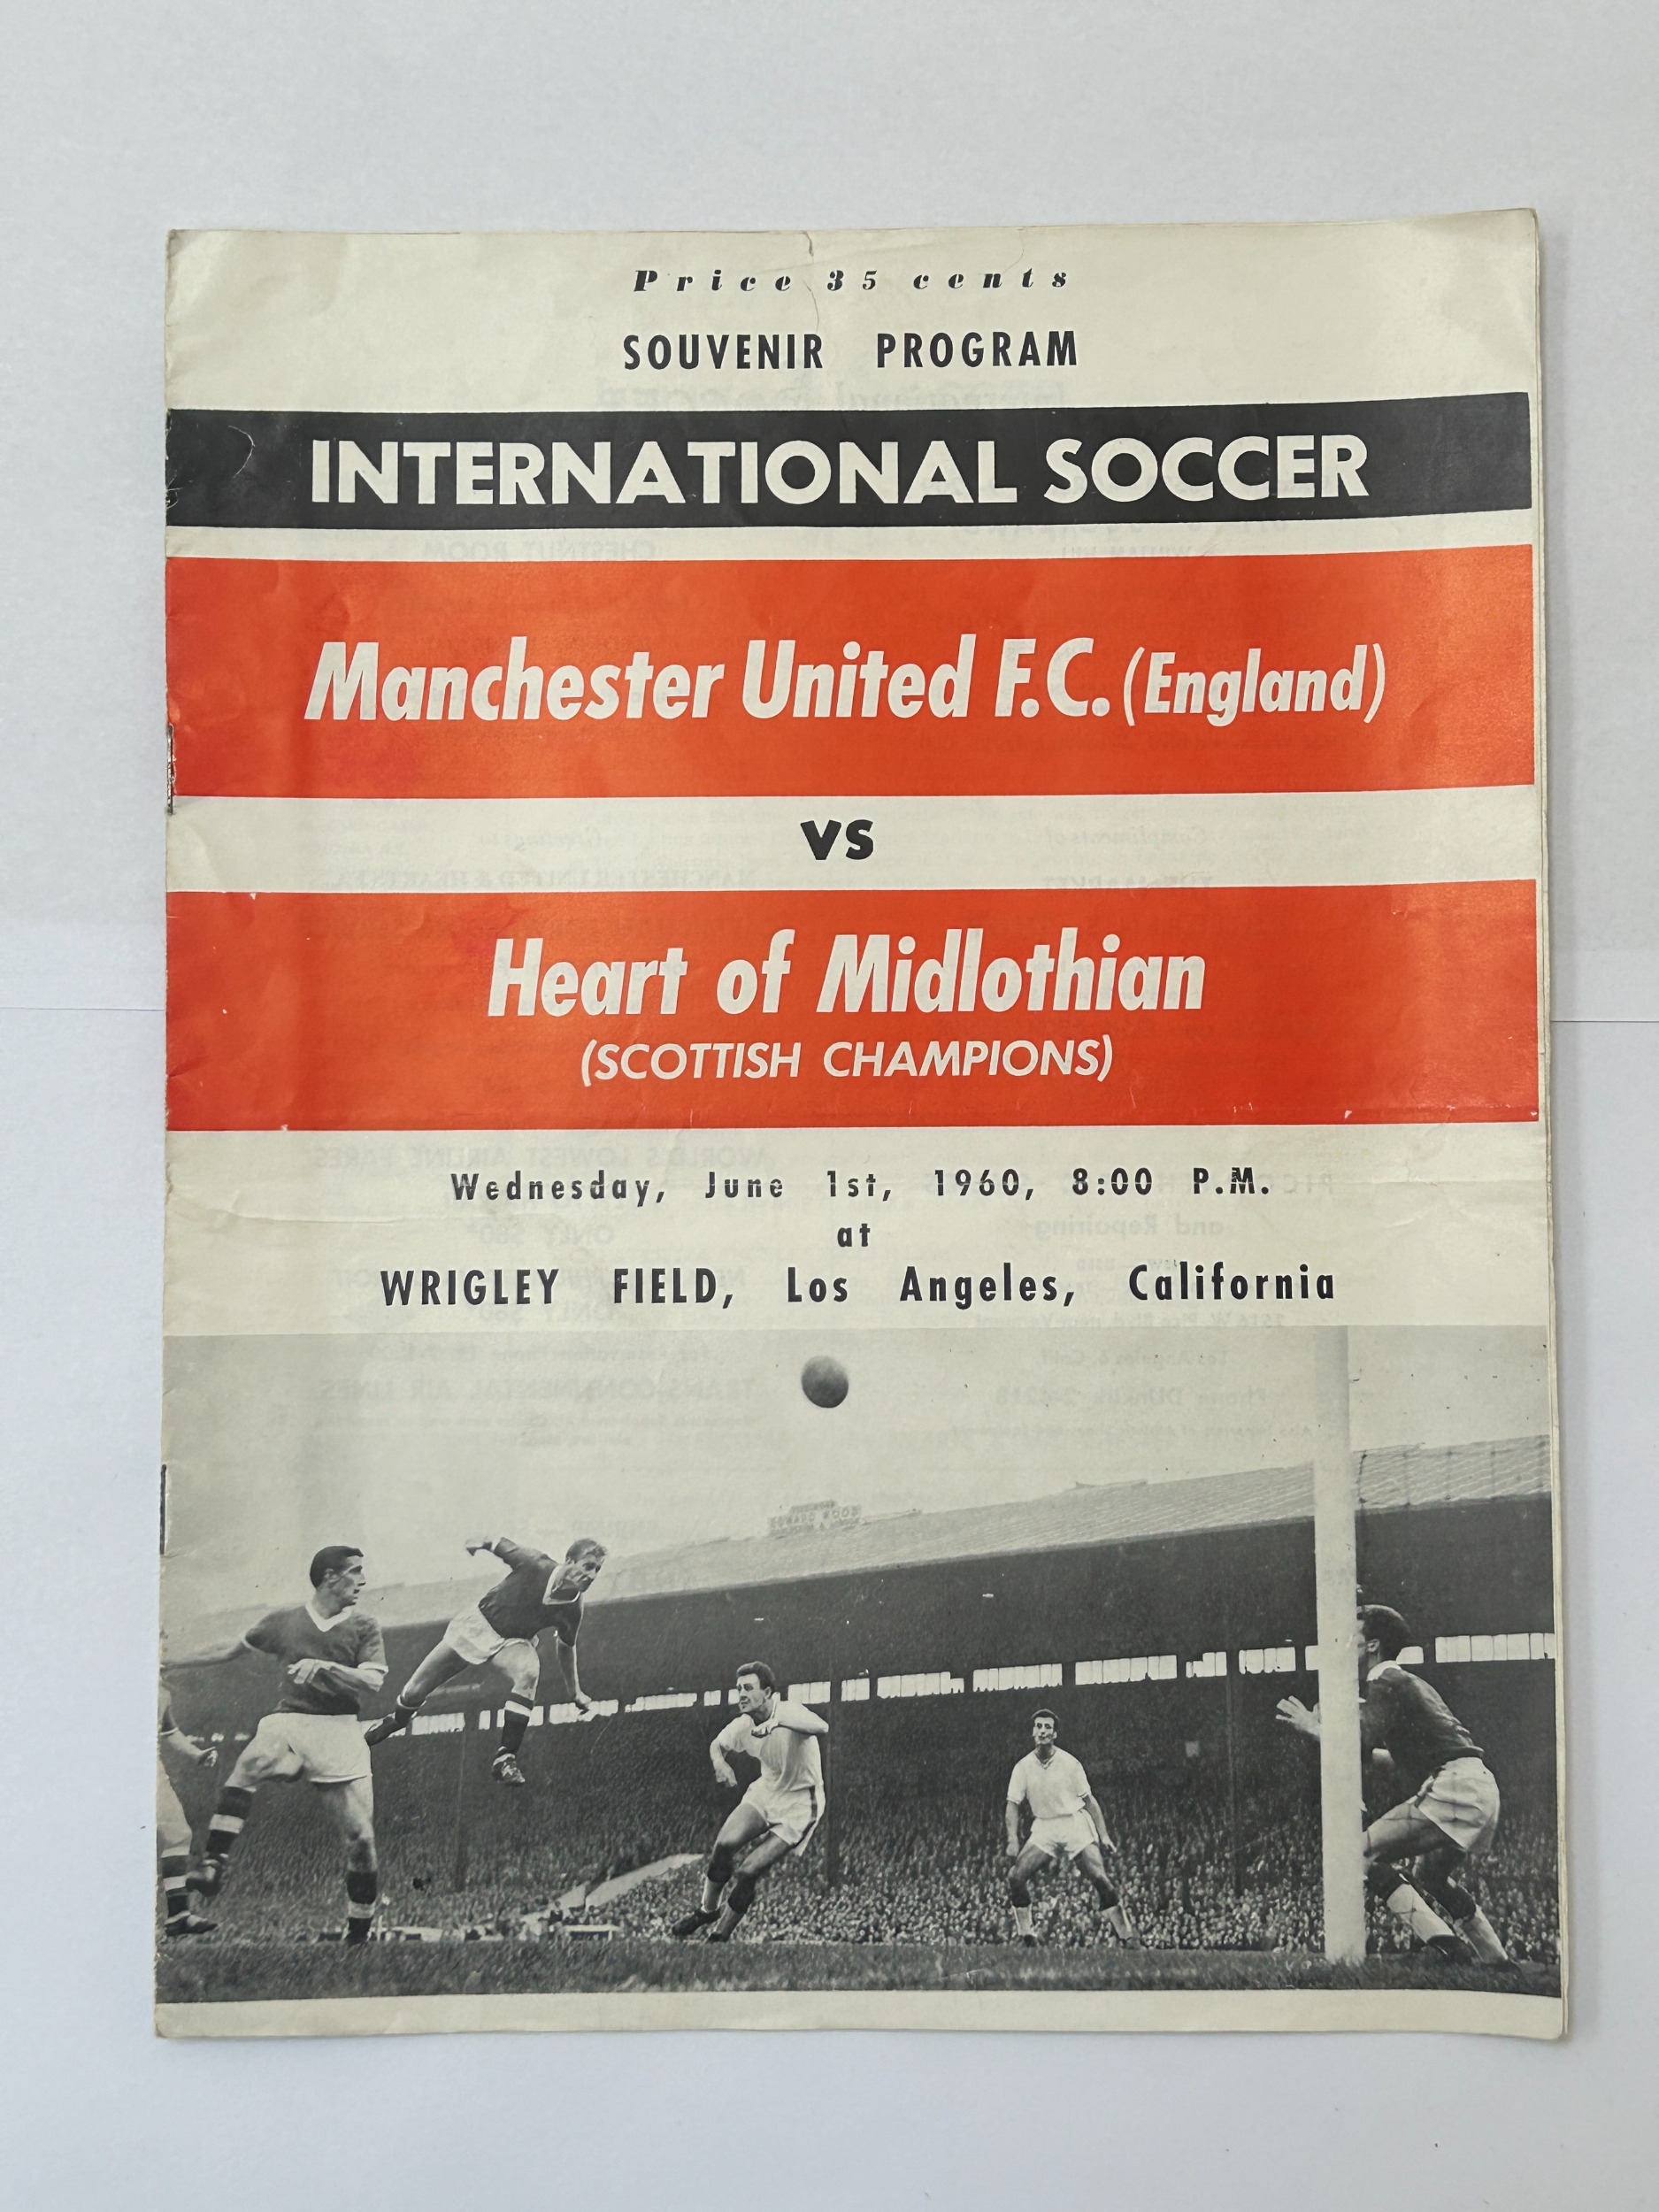 Price 35 cents
SOUVENIR PROGRAM
INTERNATIONAL SOCCER
Manchester United F.C. (England)
vs
Heart of Midlothian
(SCOTTISH CHAMPIONS)
Wednesday, June 1st, 1960, 8:00 P.M.
at
WRIGLEY FIELD, Los Angeles, California